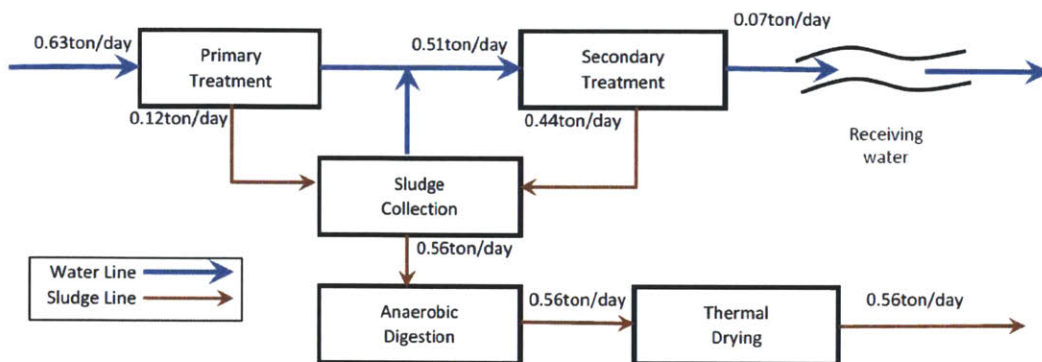 0.63ton/day
Primary
Treatment
0.51ton/day
Secondary
Treatment
0.07ton/day
0.12ton/day
0.44ton/day
Receiving
water
Sludge
Collection
0.56ton/day
Water Line
Sludge Line
Anaerobic
Digestion
0.56ton/day
Thermal
Drying
0.56ton/day